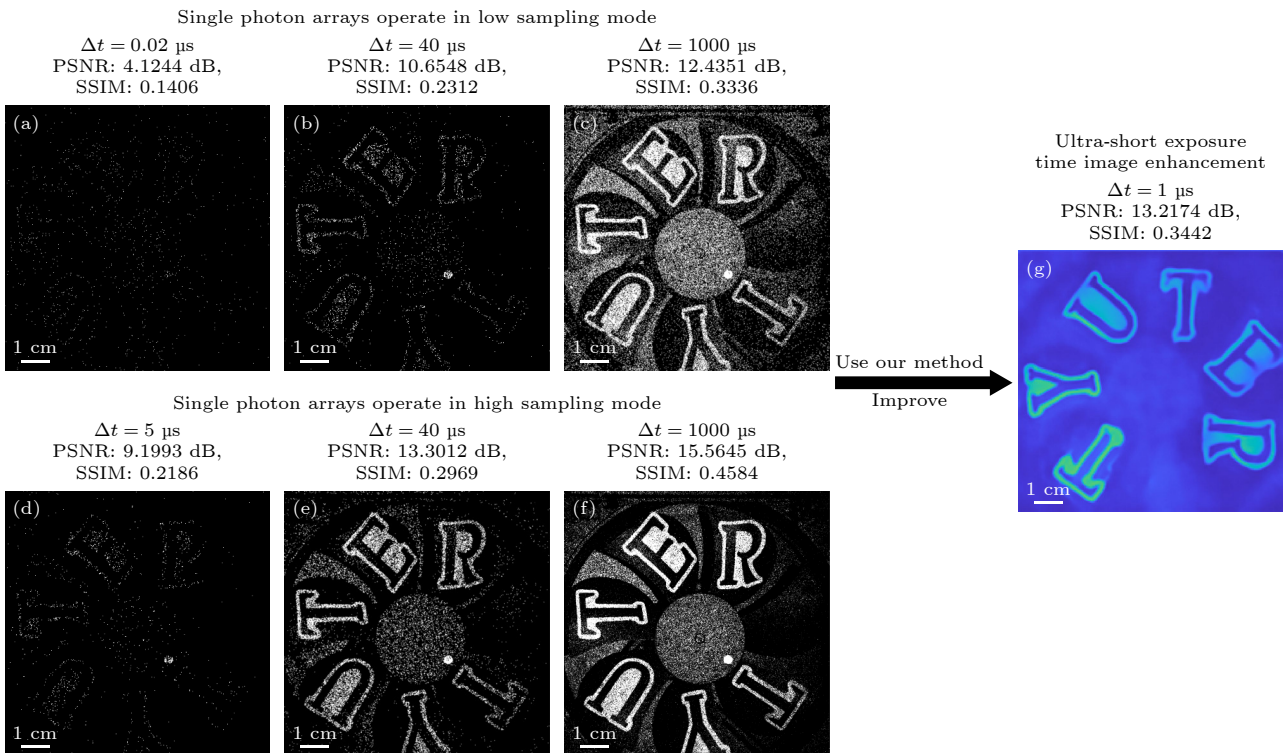 Single photon arrays operate in low sampling mode
Δt = 0.02 µs
PSNR: 4.1244 dB,
SSIM: 0.1406
Δt = 40 µs
PSNR: 10.6548 dB,
SSIM: 0.2312
Δt = 1000 µs
PSNR: 12.4351 dB,
SSIM: 0.3336
(a)
1 cm
(b)
E R
T
U
I
Y
1 cm
(c)
E R
T
U
I
Y
1 cm
Use our method
Improve
Ultra-short exposure
time image enhancement
Δt = 1 µs
PSNR: 13.2174 dB,
SSIM: 0.3442
(g)
U T
E
Y
R
I
1 cm
Single photon arrays operate in high sampling mode
Δt = 5 µs
PSNR: 9.1993 dB,
SSIM: 0.2186
Δt = 40 µs
PSNR: 13.3012 dB,
SSIM: 0.2969
Δt = 1000 µs
PSNR: 15.5645 dB,
SSIM: 0.4584
(d)
E R
T
U
1 cm
(e)
E R
T
U
I
Y
1 cm
(f)
E R
T
U
I
Y
1 cm